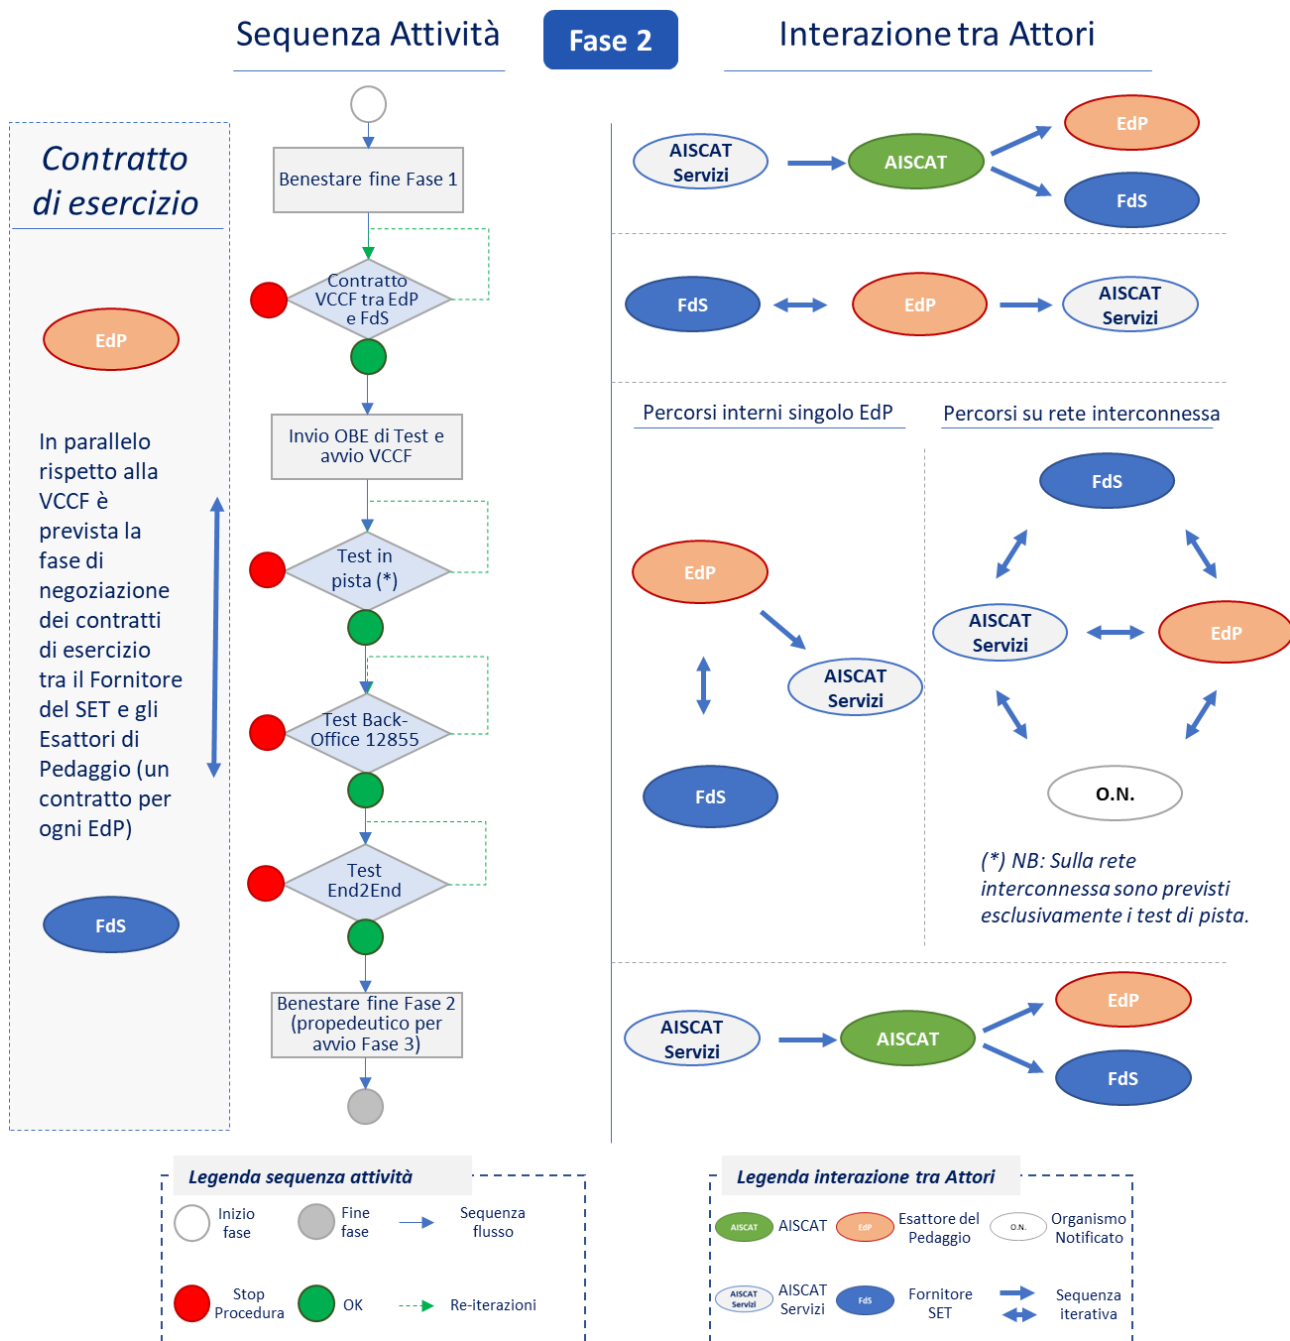 Sequenza Attività
Fase 2
Interazione tra Attori
Contratto
di esercizio
EdP
In parallelo
rispetto alla
VCCF è
prevista la
fase di
negoziazione
dei contratti
di esercizio
tra il Fornitore
del SET e gli
Esattori di
Pedaggio (un
contratto per
ogni EdP)
FdS
Benestare fine Fase 1
Contratto
VCCF tra EdP
e FdS
Invio OBE di Test e
avvio VCCF
Test in
pista (*)
Test Back-
Office 12855
Test
End2End
Benestare fine Fase 2
(propedeutico per
avvio Fase 3)
AISCAT
Servizi
AISCAT
EdP
FdS
FdS
EdP
AISCAT
Servizi
Percorsi interni singolo EdP
EdP
AISCAT
Servizi
FdS
Percorsi su rete interconnessa
FdS
AISCAT
Servizi
EdP
O.N.
(*) NB: Sulla rete
interconnessa sono previsti
esclusivamente i test di pista.
AISCAT
Servizi
AISCAT
EdP
FdS
Legenda sequenza attività
Inizio
fase
Fine
fase
Sequenza
flusso
Stop
Procedura
OK
Re-iterazioni
Legenda interazione tra Attori
AISCAT
AISCAT
EdP
Esattore del
Pedaggio
O.N.
Organismo
Notificato
AISCAT
Servizi
AISCAT
Servizi
FdS
Fornitore
SET
Sequenza
iterativa